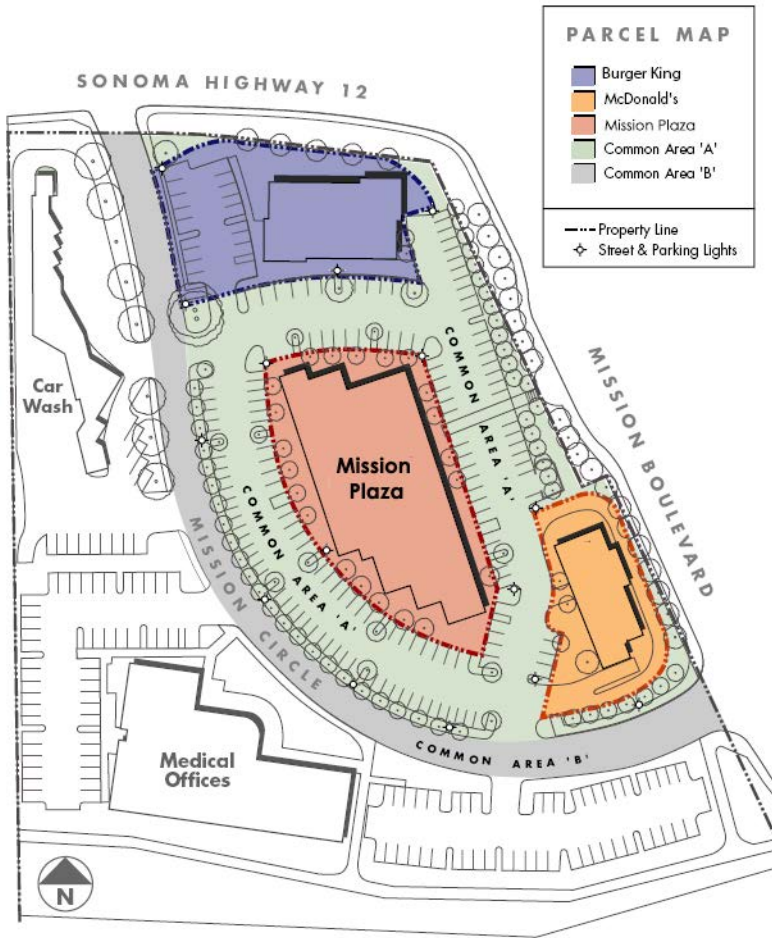 PARCEL MAP
Burger King
McDonald's
Mission Plaza
Common Area 'A'
Common Area 'B'
Property Line
Street & Parking Lights
SONOMA HIGHWAY 12
MISSION BOULEVARD
COMMON AREA 'A'
Car
Wash
Mission
Plaza
COMMON AREA 'A'
MISSION CIRCLE
Medical
Offices
COMMON AREA 'B'
N